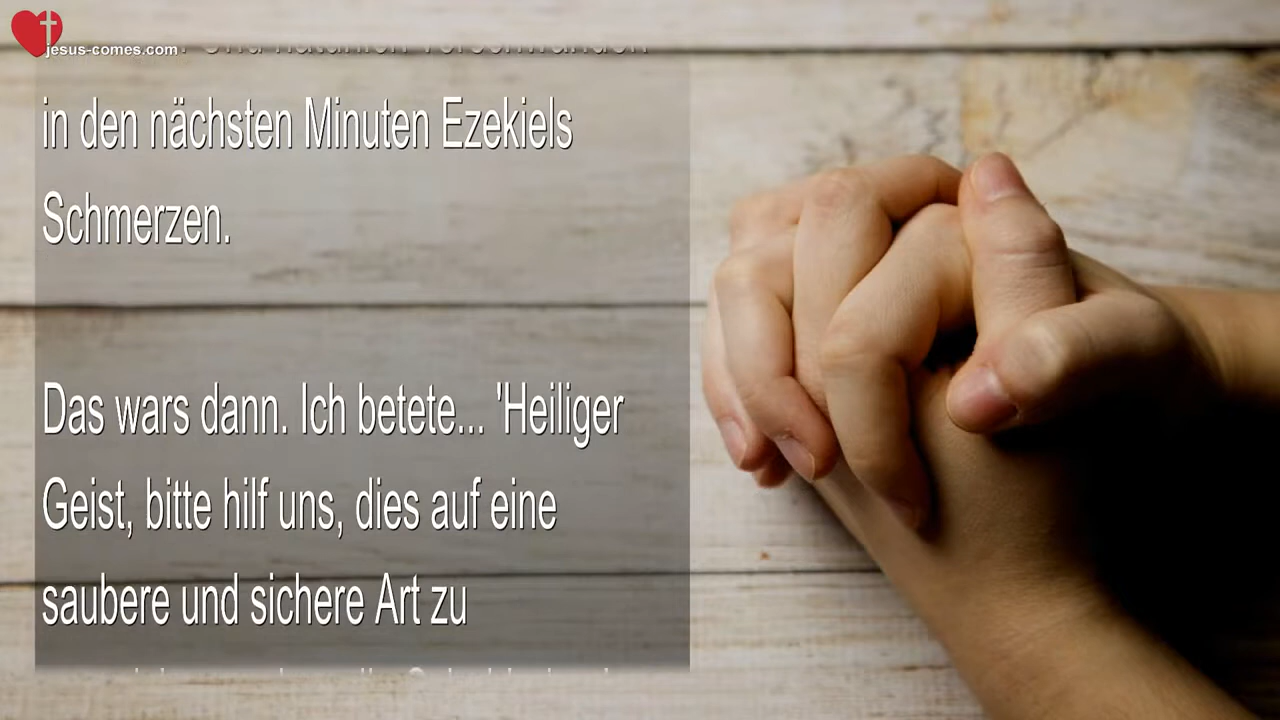 jesus-comes.com
in den nächsten Minuten Ezekiels
Schmerzen.
Das wars dann. Ich betete... 'Heiliger
Geist, bitte hilf uns, dies auf eine
saubere und sichere Art zu